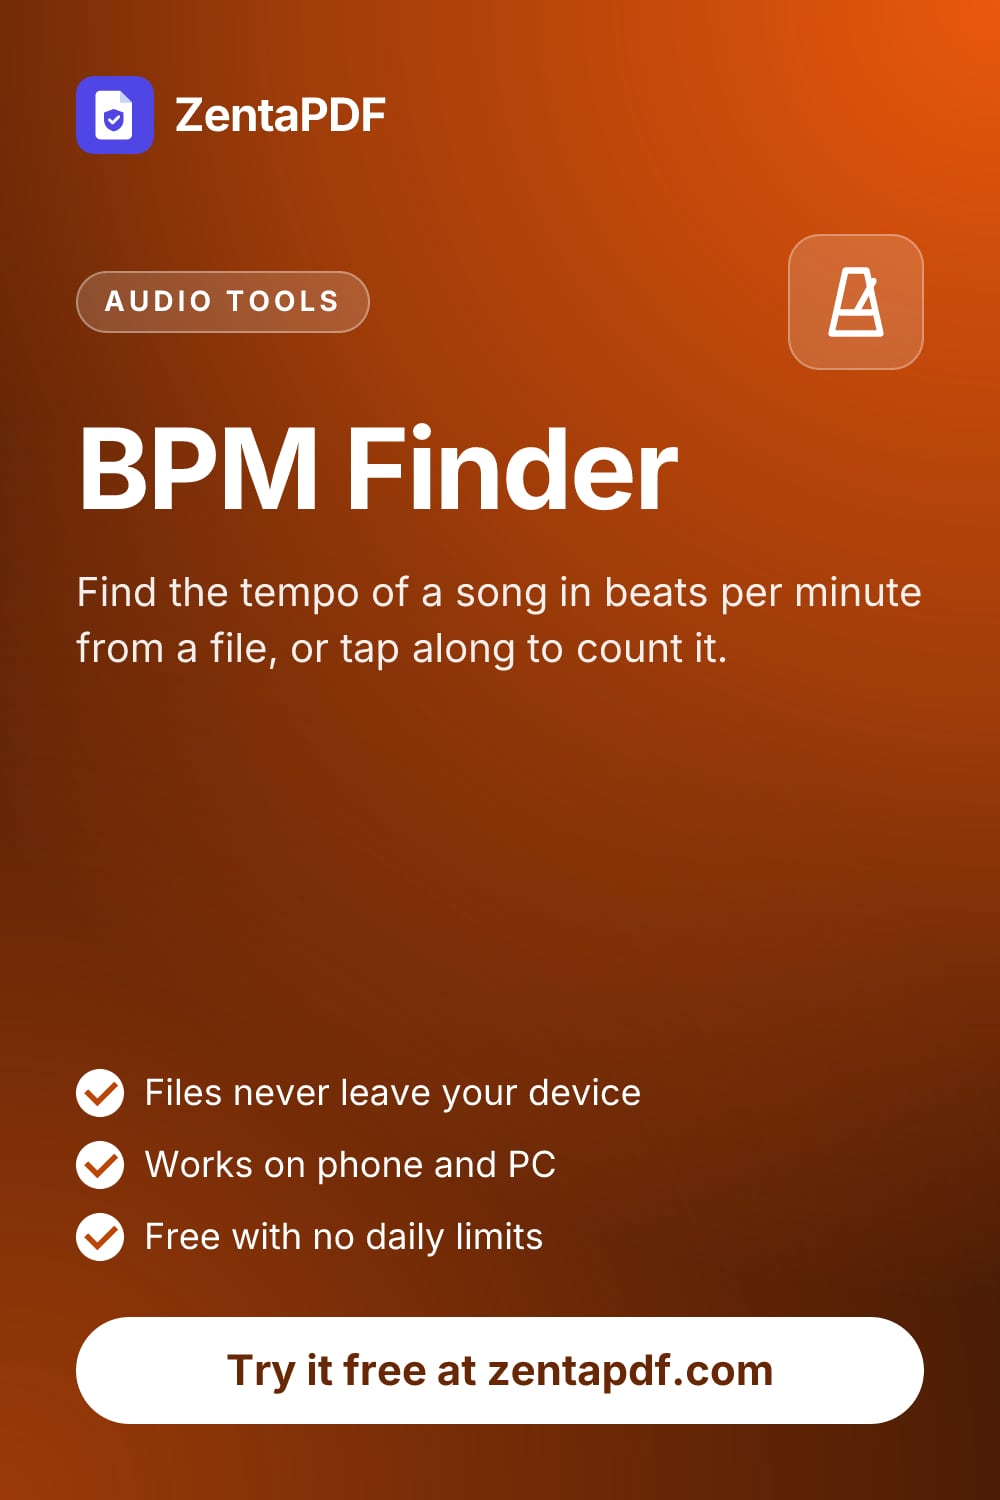 ZentaPDF
AUDIO TOOLS
BPM Finder
Find the tempo of a song in beats per minute
from a file, or tap along to count it.
Files never leave your device
Works on phone and PC
Free with no daily limits
Try it free at zentapdf.com